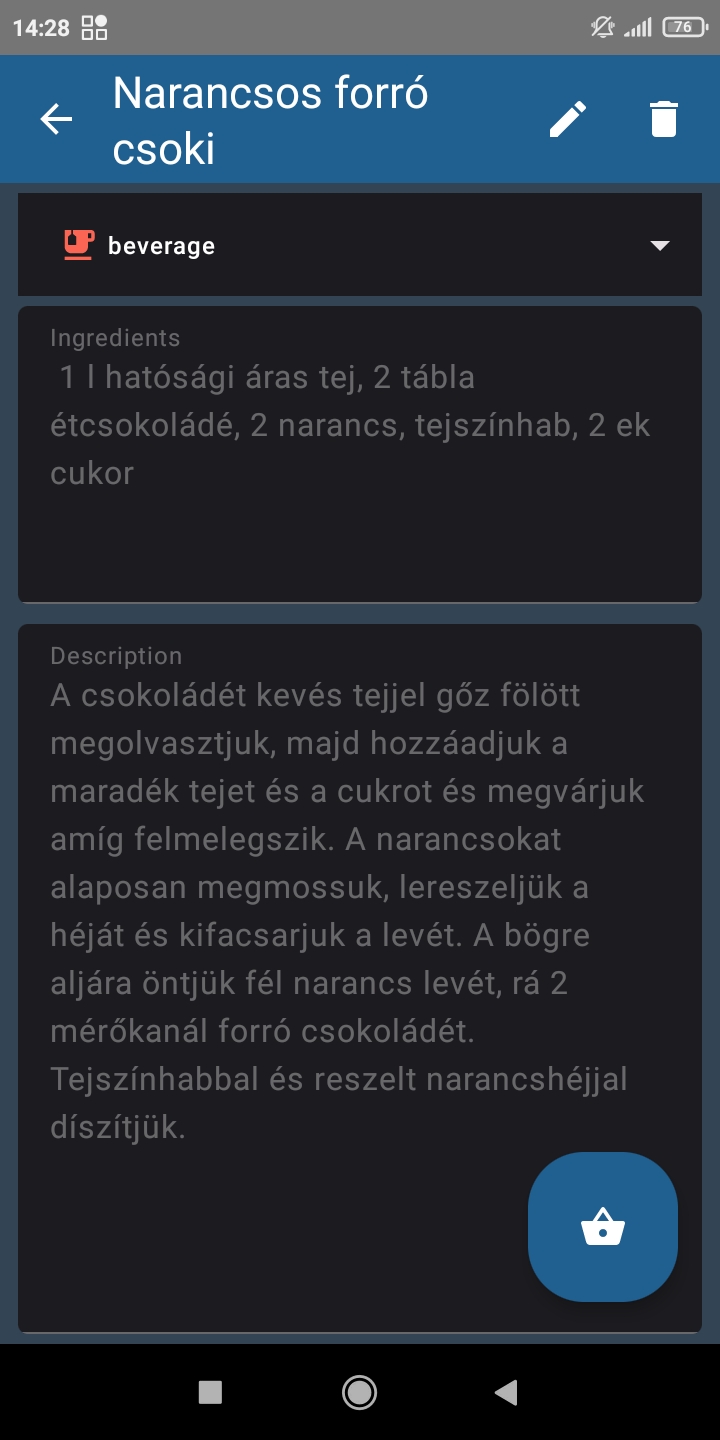 14:28
76
Narancsos forró
csoki
beverage
Ingredients
1 l hatósági áras tej, 2 tábla
étcsokoládé, 2 narancs, tejszínhab, 2 ek
cukor
Description
A csokoládét kevés tejjel gőz fölött
megolvasztjuk, majd hozzáadjuk a
maradék tejet és a cukrot és megvárjuk
amíg felmelegszik. A narancsokat
alaposan megmossuk, lereszeljük a
héját és kifacsarjuk a levét. A bögre
aljára öntjük fél narancs levét, rá 2
mérőkanál forró csokoládét.
Tejszínhabbal és reszelt narancshéjjal
díszítjük.